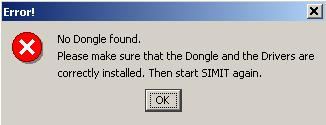 Error!
No Dongle found.
Please make sure that the Dongle and the Drivers are
correctly installed. Then start SIMIT again.
OK